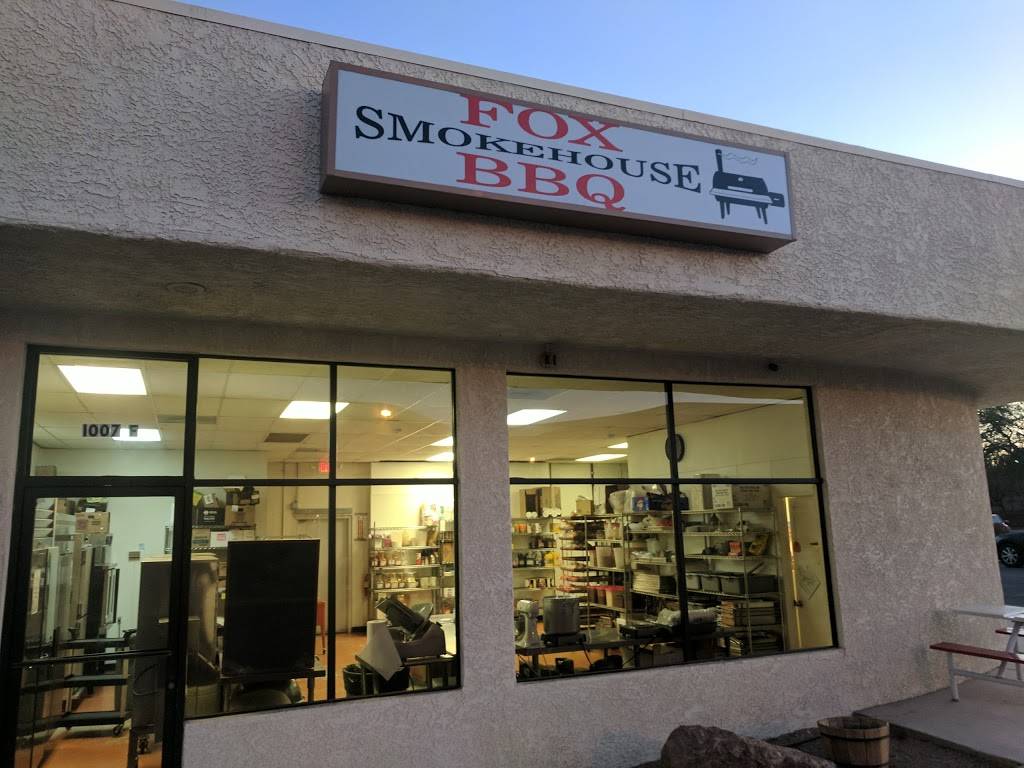 FOX
SMOKEHOUSE
BBQ
1007 F